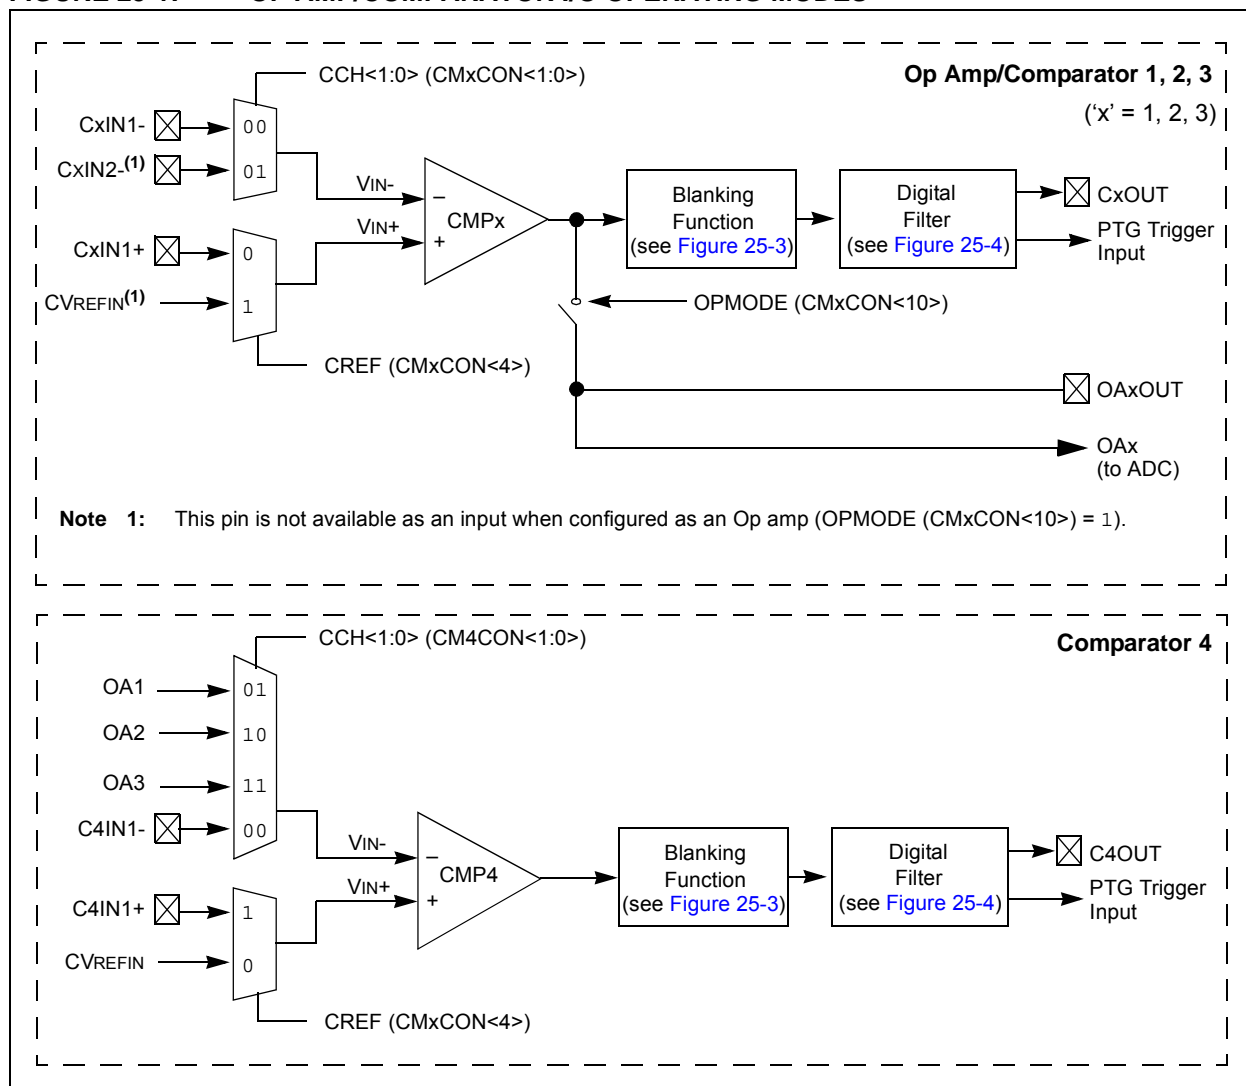 CCH<1:0> (CMxCON<1:0>)
Op Amp/Comparator 1, 2, 3
('x' = 1, 2, 3)
CxIN1-
00
CxIN2-(1)
01
VIN-
–
CMPx
VIN+
+
CxIN1+
0
CVREFIN(1)
1
CREF (CMxCON<4>)
Blanking
Function
(see Figure 25-3)
Digital
Filter
(see Figure 25-4)
CxOUT
PTG Trigger
Input
OPMODE (CMxCON<10>)
OAxOUT
OAx
(to ADC)
Note 1: This pin is not available as an input when configured as an Op amp (OPMODE (CMxCON<10>) = 1).
CCH<1:0> (CM4CON<1:0>)
Comparator 4
OA1
01
OA2
10
OA3
11
C4IN1-
00
VIN-
–
CMP4
VIN+
+
C4IN1+
1
CVREFIN
0
CREF (CMxCON<4>)
Blanking
Function
(see Figure 25-3)
Digital
Filter
(see Figure 25-4)
C4OUT
PTG Trigger
Input